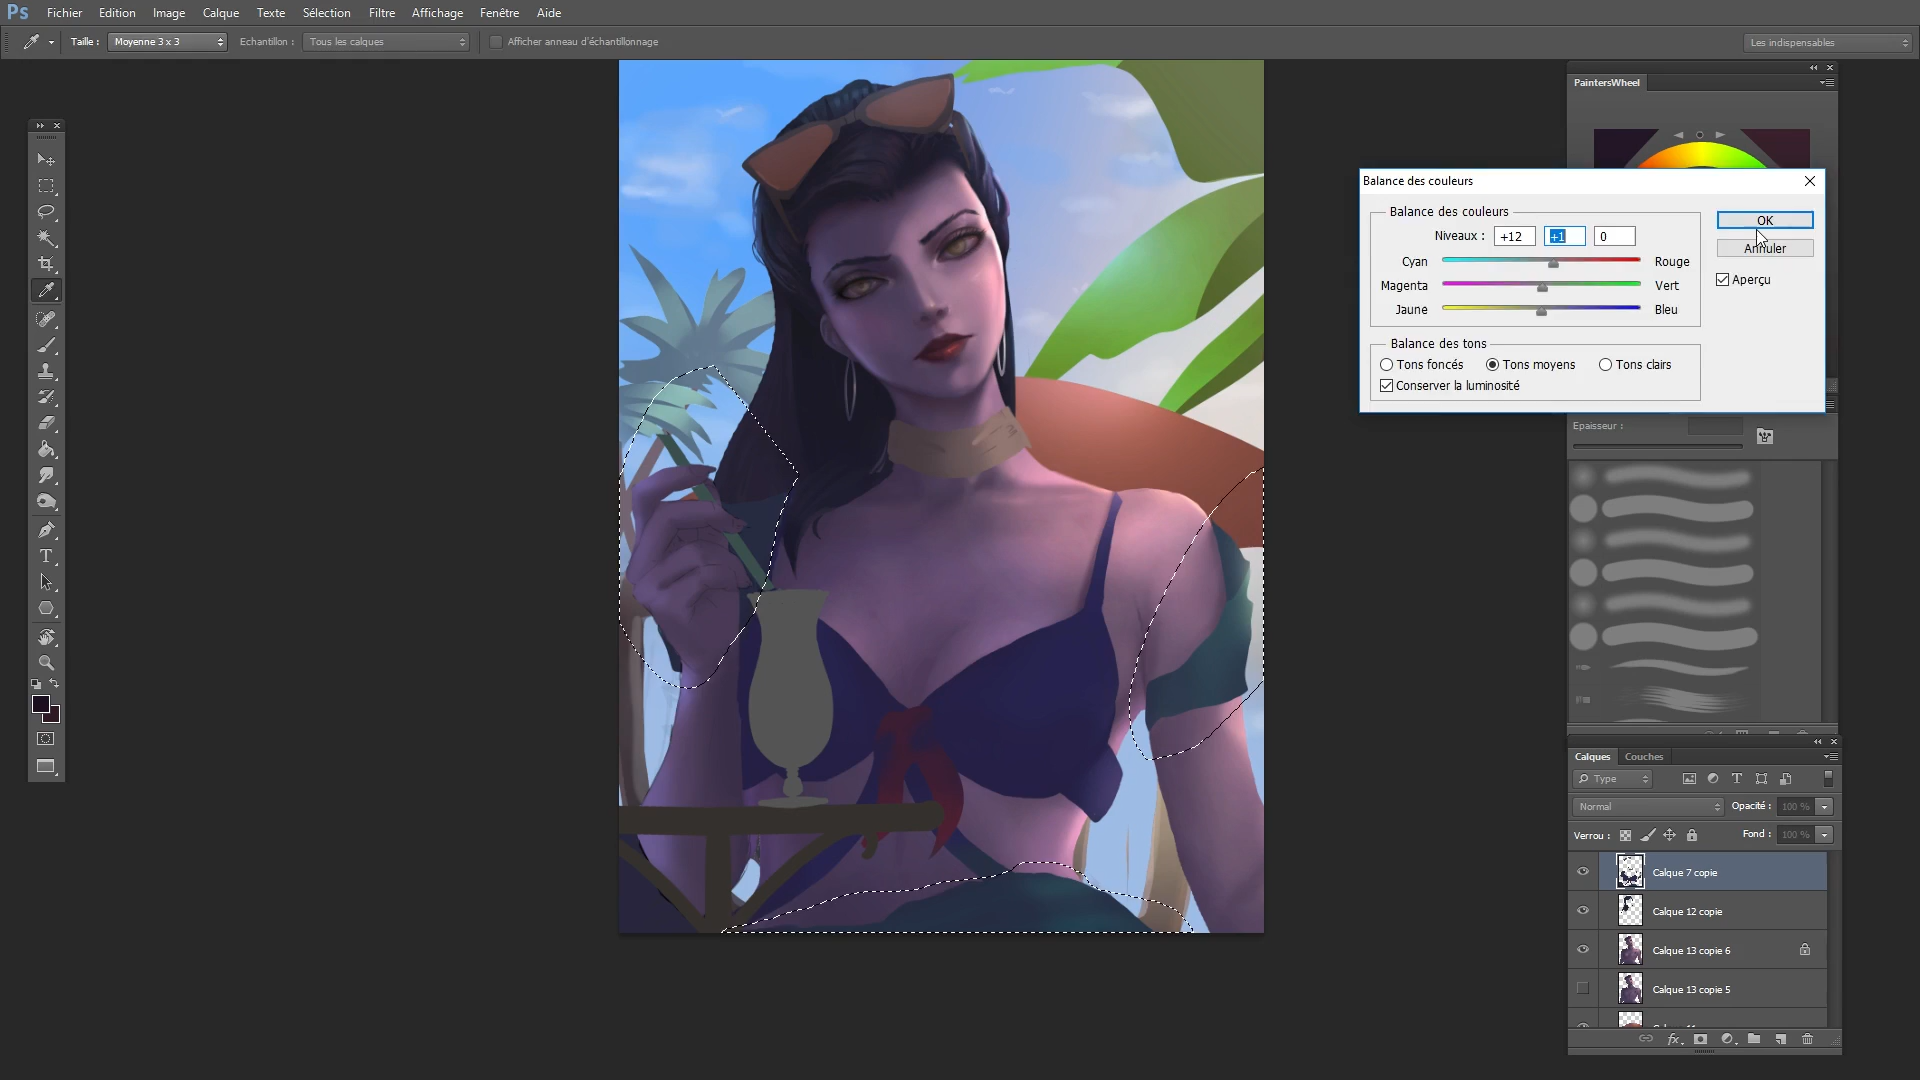 Ps Fichier Edition Image Calque Texte Sélection Filtre Affichage Fenêtre Aide
Taille : Moyenne 3 x 3 Echantillon : Tous les calques Afficher anneau d'échantillonnage Les indispensables
PaintersWheel
Balance des couleurs
Balance des couleurs
OK
Niveaux : +12 +1 0
Annuler
Cyan Rouge
Aperçu
Magenta Vert
Jaune Bleu
Balance des tons
Tons foncés Tons moyens Tons clairs
Conserver la luminosité
Epaisseur :
T
Calques Couches
Type T
Normal Opacité : 100 %
Verrou : Fond : 100 %
Calque 7 copie
Calque 12 copie
Calque 13 copie 6
Calque 13 copie 5
fx